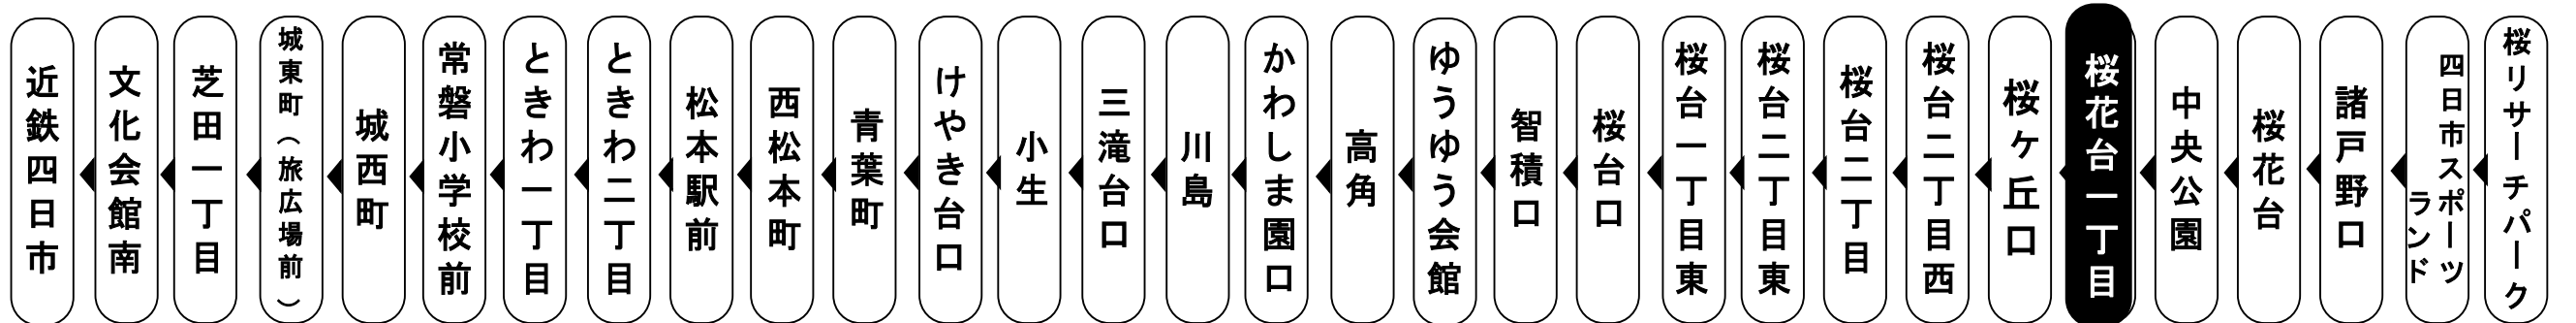 近鉄四日市
文化会館南
芝田一丁目
城東町（旅広場前）
城西町
常磐小学校前
ときわ一丁目
ときわ二丁目
松本駅前
西松本町
青葉町
けやき台口
小生
三滝台口
川島
かわしま園口
高角
ゆうゆう会館
智積口
桜台口
桜台一丁目東
桜台二丁目東
桜台二丁目
桜台二丁目西
桜ヶ丘口
桜花台一丁目
中央公園
桜花台
諸戸野口
四日市スポーツ
ランド
桜リサーチパーク